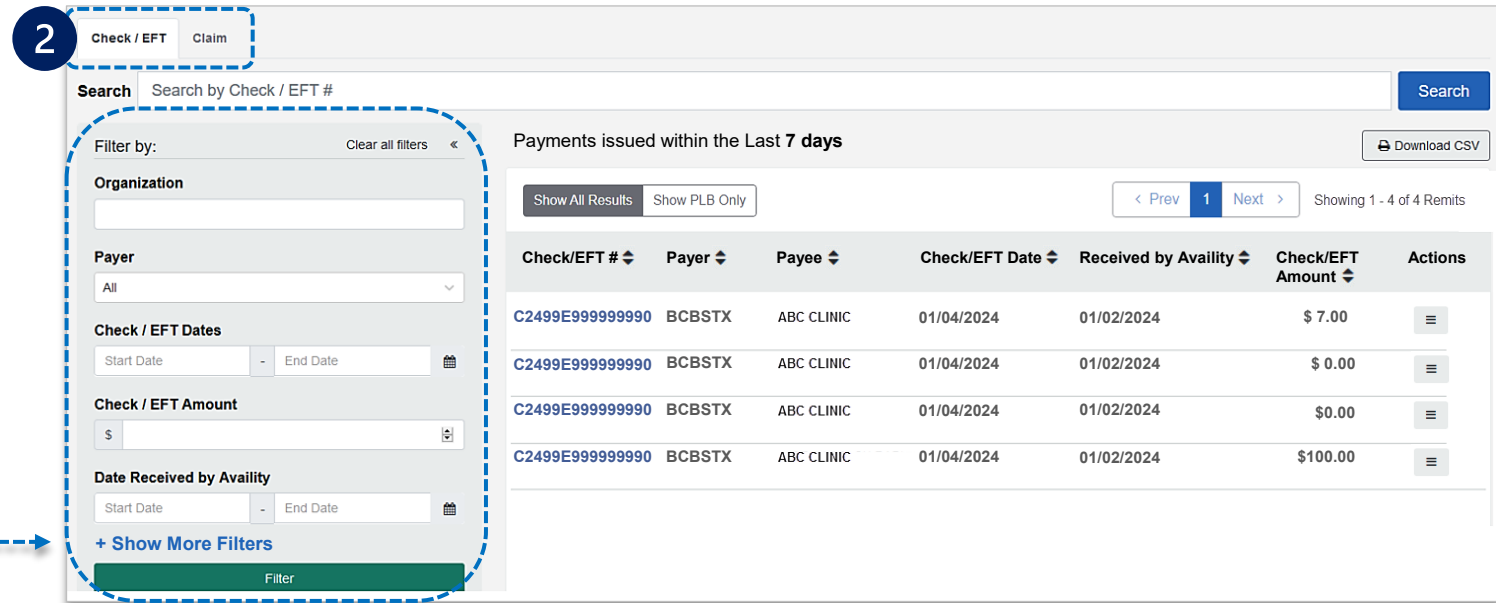 2
Check / EFT Claim
Search Search by Check / EFT # Search
Filter by: Clear all filters «
Organization
Payer
All
Check / EFT Dates
Start Date - End Date
Check / EFT Amount
$
Date Received by Availity
Start Date - End Date
+ Show More Filters
Filter
Payments issued within the Last 7 days
Download CSV
Show All Results Show PLB Only
< Prev 1 Next > Showing 1 - 4 of 4 Remits
Check/EFT # Payer Payee Check/EFT Date Received by Availity Check/EFT Amount Actions
C2499E999999990 BCBSTX ABC CLINIC 01/04/2024 01/02/2024 $ 7.00
C2499E999999990 BCBSTX ABC CLINIC 01/04/2024 01/02/2024 $ 0.00
C2499E999999990 BCBSTX ABC CLINIC 01/04/2024 01/02/2024 $0.00
C2499E999999990 BCBSTX ABC CLINIC 01/04/2024 01/02/2024 $100.00